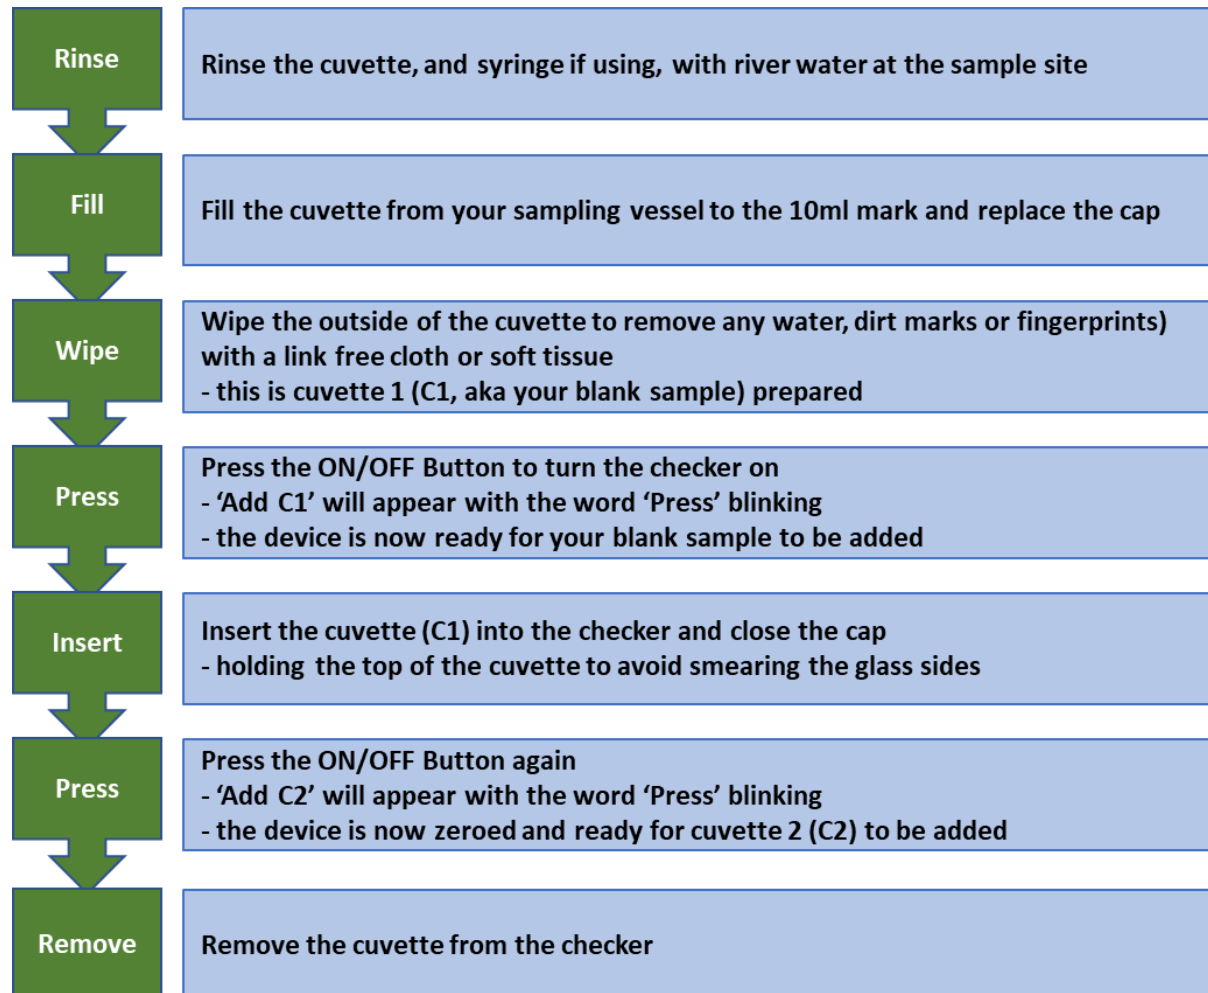 Rinse
Rinse the cuvette, and syringe if using, with river water at the sample site
Fill
Fill the cuvette from your sampling vessel to the 10ml mark and replace the cap
Wipe
Wipe the outside of the cuvette to remove any water, dirt marks or fingerprints)
with a link free cloth or soft tissue
- this is cuvette 1 (C1, aka your blank sample) prepared
Press
Press the ON/OFF Button to turn the checker on
- ‘Add C1’ will appear with the word ‘Press’ blinking
- the device is now ready for your blank sample to be added
Insert
Insert the cuvette (C1) into the checker and close the cap
- holding the top of the cuvette to avoid smearing the glass sides
Press
Press the ON/OFF Button again
- ‘Add C2’ will appear with the word ‘Press’ blinking
- the device is now zeroed and ready for cuvette 2 (C2) to be added
Remove
Remove the cuvette from the checker